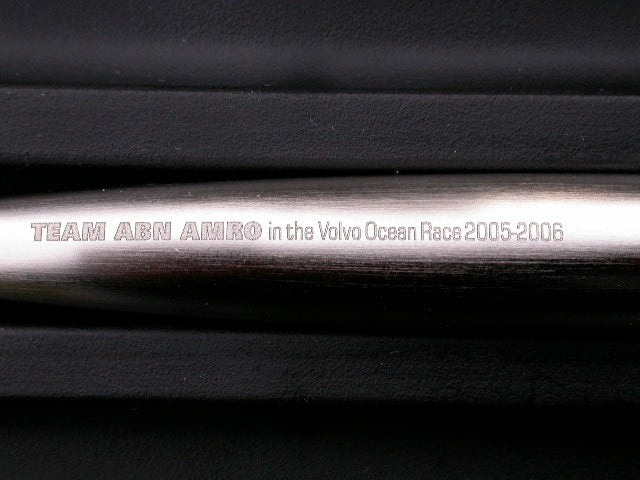 TEAM ABN AMRO in the Volvo Ocean Race 2005-2006